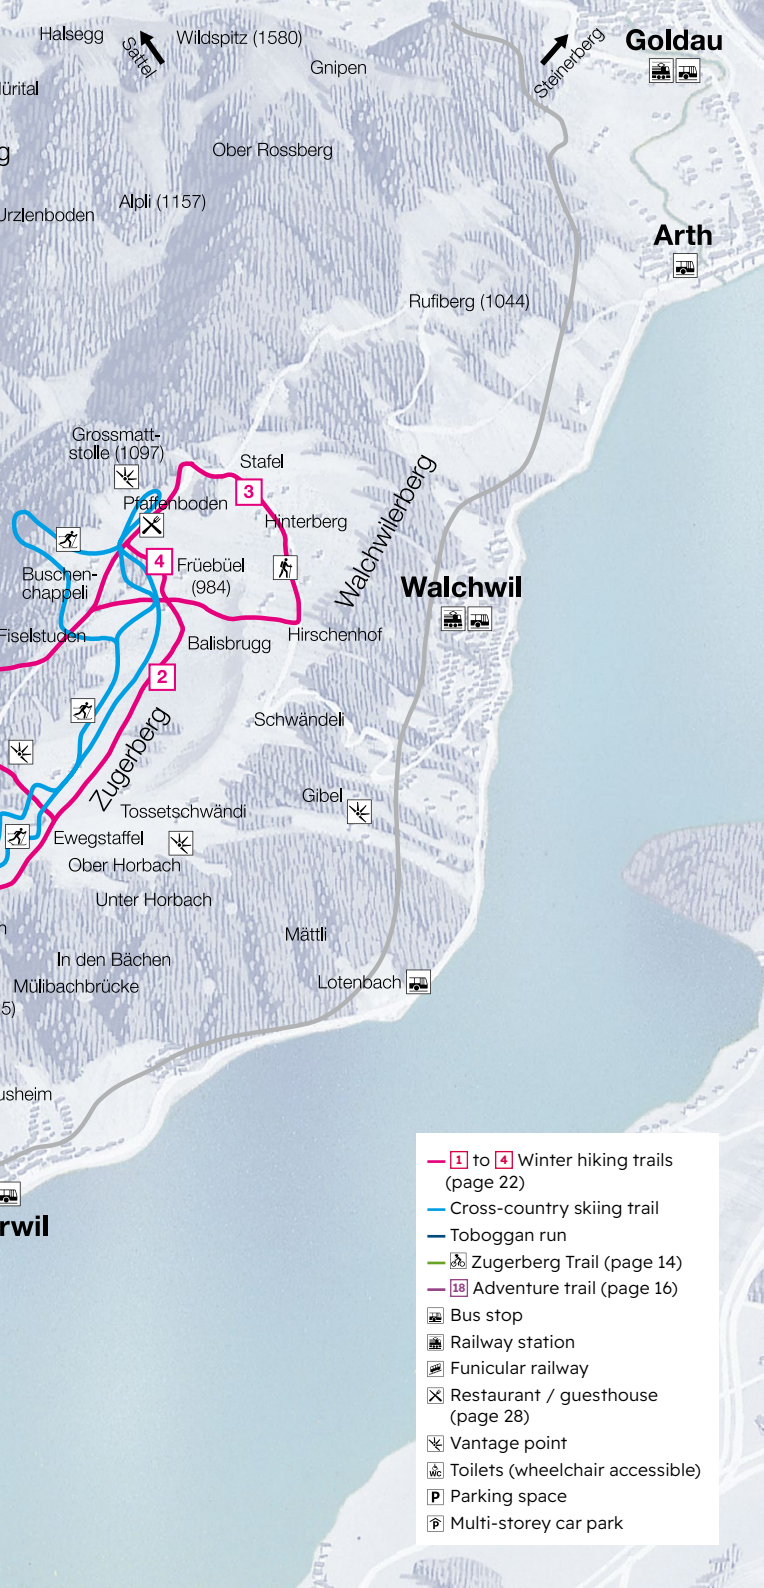 Halsegg
Sattel
Wildspitz (1580)
Gnipen
Steinerberg
Goldau
ürital
g
Ober Rossberg
Alpli (1157)
Urzlenboden
Arth
Rufiberg (1044)
Grossmatt-
stolle (1097)
Stafel
3
Pfaffenboden
Hinterberg
Walchwilerberg
4
Früebüel
(984)
Buschen-
chappeli
Walchwil
Fiselstuden
Balisbrugg
Hirschenhof
2
Schwändeli
Zugerberg
Gibel
Tossetschwändi
Ewegstaffel
Ober Horbach
Unter Horbach
n
Mättli
In den Bächen
Lotenbach
Mülibachbrücke
5)
usheim
rwil
1 to 4 Winter hiking trails
(page 22)
Cross-country skiing trail
Toboggan run
Zugerberg Trail (page 14)
18 Adventure trail (page 16)
Bus stop
Railway station
Funicular railway
Restaurant / guesthouse
(page 28)
Vantage point
WC Toilets (wheelchair accessible)
P Parking space
P Multi-storey car park